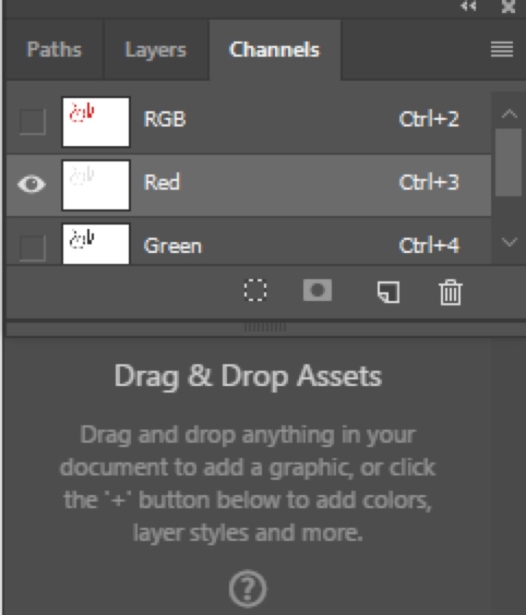 Paths Layers Channels
RGB Ctrl+2
Red Ctrl+3
Green Ctrl+4
Drag & Drop Assets
Drag and drop anything in your
document to add a graphic, or click
the '+' button below to add colors,
layer styles and more.
?